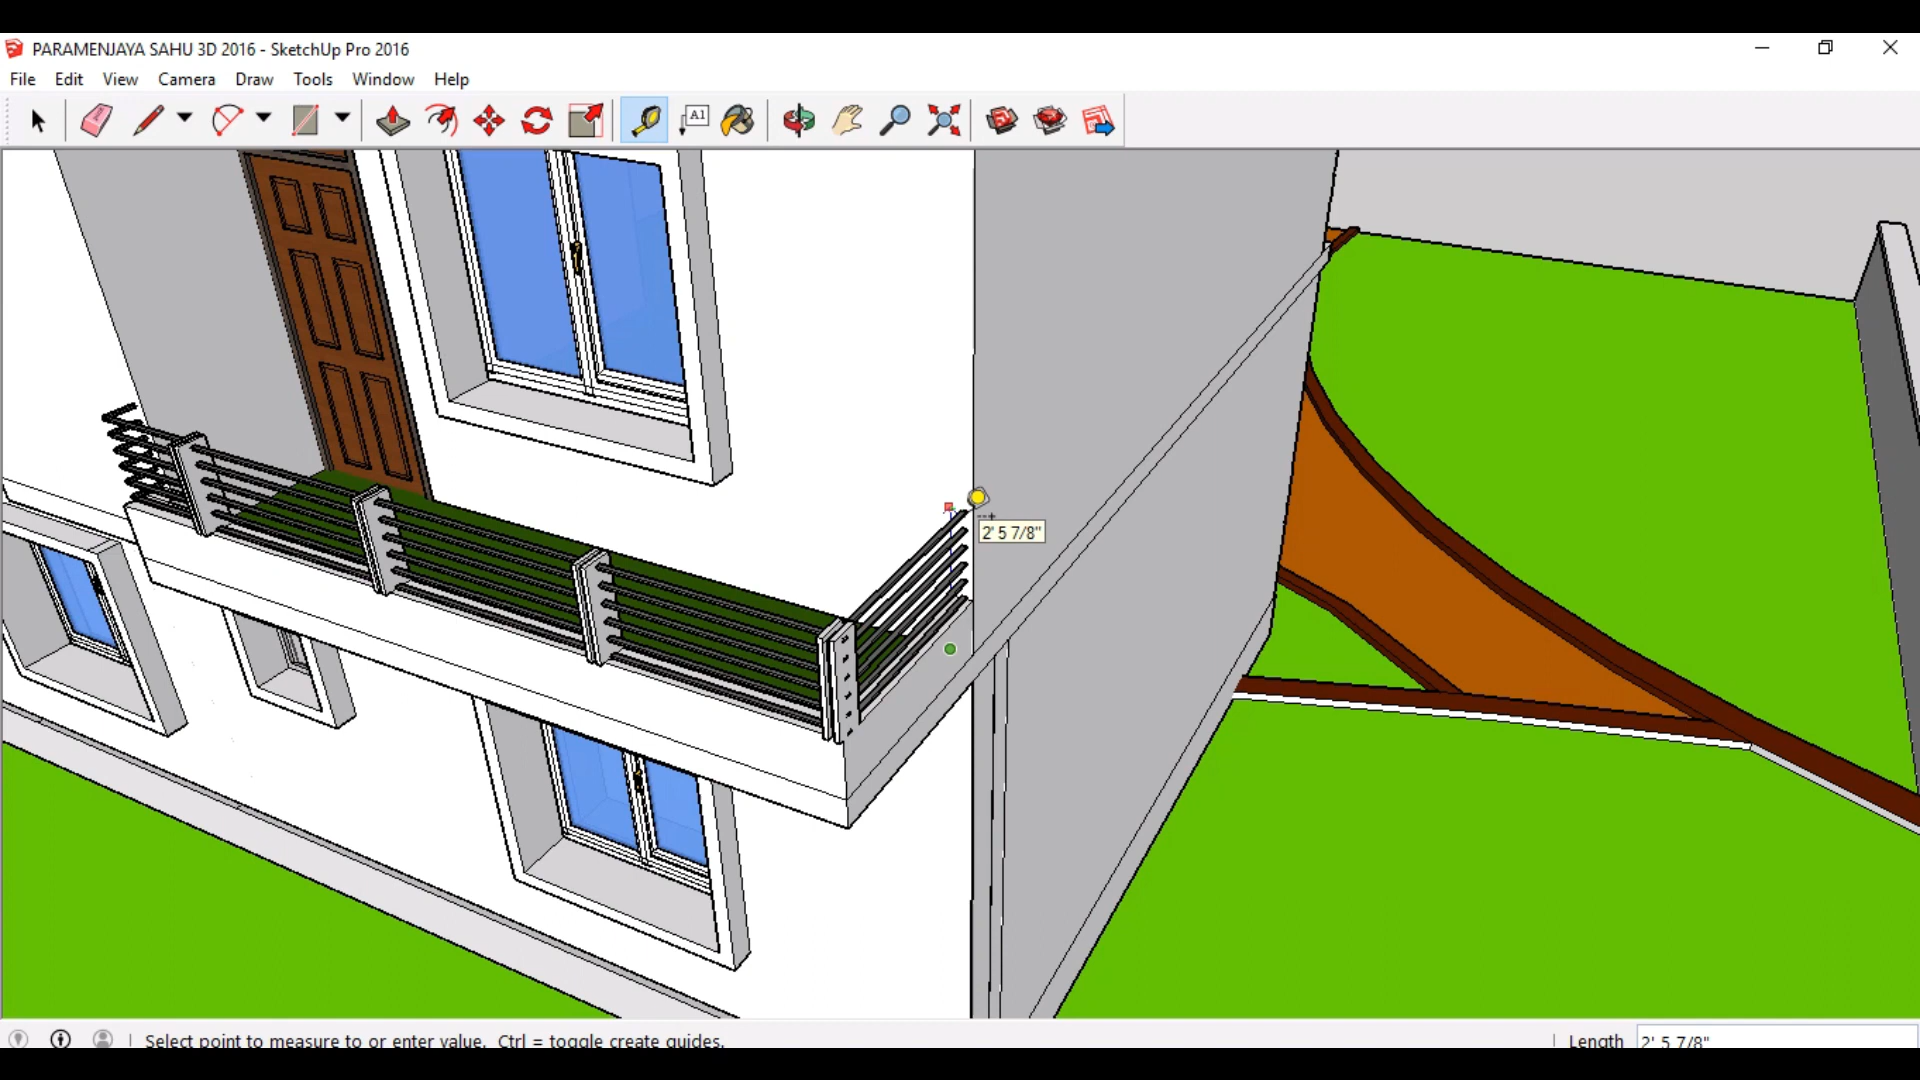 PARAMENJAYA SAHU 3D 2016 - SketchUp Pro 2016
File Edit View Camera Draw Tools Window Help
A1
2' 5 7/8"
Select point to measure to or enter value. Ctrl = toggle create guides.
Length 2' 5 7/8"